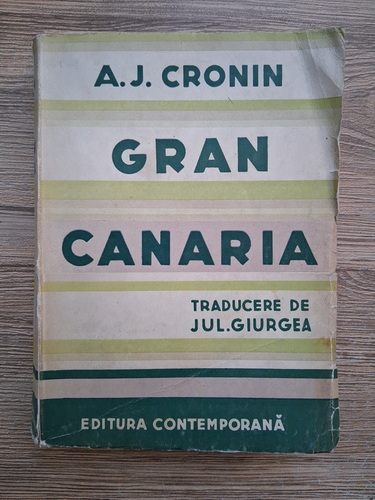 A.J. CRONIN
GRAN
CANARIA
TRADUCERE DE
JUL.GIURGEA
EDITURA CONTEMPORANĂ